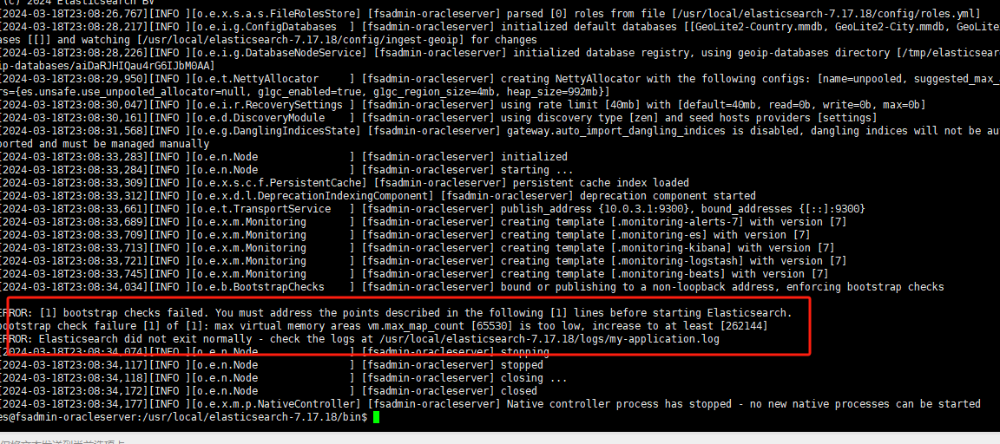 (C) 2024 Elasticsearch BV
[2024-03-18T23:08:26,767][INFO ][o.e.x.s.a.s.FileRolesStore] [fsadmin-oracleserver] parsed [0] roles from file [/usr/local/elasticsearch-7.17.18/config/roles.yml]
[2024-03-18T23:08:28,217][INFO ][o.e.i.g.ConfigDatabases  ] [fsadmin-oracleserver] initialized default databases [[GeoLite2-Country.mmdb, GeoLite2-City.mmdb, GeoLite
ases [[]] and watching [/usr/local/elasticsearch-7.17.18/config/ingest-geoip] for changes
[2024-03-18T23:08:28,226][INFO ][o.e.i.g.DatabaseNodeService] [fsadmin-oracleserver] initialized database registry, using geoip-databases directory [/tmp/elasticsear
ip-databases/aiDaRJHIQau4rG6IJbM0AA]
[2024-03-18T23:08:29,950][INFO ][o.e.t.NettyAllocator     ] [fsadmin-oracleserver] creating NettyAllocator with the following configs: [name=unpooled, suggested_max_
rs={es.unsafe.use_unpooled_allocator=null, g1gc_enabled=true, g1gc_region_size=4mb, heap_size=992mb}]
[2024-03-18T23:08:30,047][INFO ][o.e.i.r.RecoverySettings ] [fsadmin-oracleserver] using rate limit [40mb] with [default=40mb, read=0b, write=0b, max=0b]
[2024-03-18T23:08:30,161][INFO ][o.e.d.DiscoveryModule    ] [fsadmin-oracleserver] using discovery type [zen] and seed hosts providers [settings]
[2024-03-18T23:08:31,568][INFO ][o.e.g.DanglingIndicesState] [fsadmin-oracleserver] gateway.auto_import_dangling_indices is disabled, dangling indices will not be au
ported and must be managed manually
[2024-03-18T23:08:33,283][INFO ][o.e.n.Node               ] [fsadmin-oracleserver] initialized
[2024-03-18T23:08:33,284][INFO ][o.e.n.Node               ] [fsadmin-oracleserver] starting ...
[2024-03-18T23:08:33,309][INFO ][o.e.x.s.c.f.PersistentCache] [fsadmin-oracleserver] persistent cache index loaded
[2024-03-18T23:08:33,312][INFO ][o.e.x.d.l.DeprecationIndexingComponent] [fsadmin-oracleserver] deprecation component started
[2024-03-18T23:08:33,661][INFO ][o.e.t.TransportService   ] [fsadmin-oracleserver] publish_address {10.0.3.1:9300}, bound_addresses {[::]:9300}
[2024-03-18T23:08:33,689][INFO ][o.e.x.m.Monitoring       ] [fsadmin-oracleserver] creating template [.monitoring-alerts-7] with version [7]
[2024-03-18T23:08:33,709][INFO ][o.e.x.m.Monitoring       ] [fsadmin-oracleserver] creating template [.monitoring-es] with version [7]
[2024-03-18T23:08:33,713][INFO ][o.e.x.m.Monitoring       ] [fsadmin-oracleserver] creating template [.monitoring-kibana] with version [7]
[2024-03-18T23:08:33,721][INFO ][o.e.x.m.Monitoring       ] [fsadmin-oracleserver] creating template [.monitoring-logstash] with version [7]
[2024-03-18T23:08:33,745][INFO ][o.e.x.m.Monitoring       ] [fsadmin-oracleserver] creating template [.monitoring-beats] with version [7]
[2024-03-18T23:08:34,034][INFO ][o.e.b.BootstrapChecks    ] [fsadmin-oracleserver] bound or publishing to a non-loopback address, enforcing bootstrap checks
ERROR: [1] bootstrap checks failed. You must address the points described in the following [1] lines before starting Elasticsearch.
bootstrap check failure [1] of [1]: max virtual memory areas vm.max_map_count [65530] is too low, increase to at least [262144]
ERROR: Elasticsearch did not exit normally - check the logs at /usr/local/elasticsearch-7.17.18/logs/my-application.log
[2024-03-18T23:08:34,074][INFO ][o.e.n.Node               ] [fsadmin-oracleserver] stopping ...
[2024-03-18T23:08:34,117][INFO ][o.e.n.Node               ] [fsadmin-oracleserver] stopped
[2024-03-18T23:08:34,118][INFO ][o.e.n.Node               ] [fsadmin-oracleserver] closing ...
[2024-03-18T23:08:34,172][INFO ][o.e.n.Node               ] [fsadmin-oracleserver] closed
[2024-03-18T23:08:34,177][INFO ][o.e.x.m.p.NativeController] [fsadmin-oracleserver] Native controller process has stopped - no new native processes can be started
es@fsadmin-oracleserver:/usr/local/elasticsearch-7.17.18/bin$